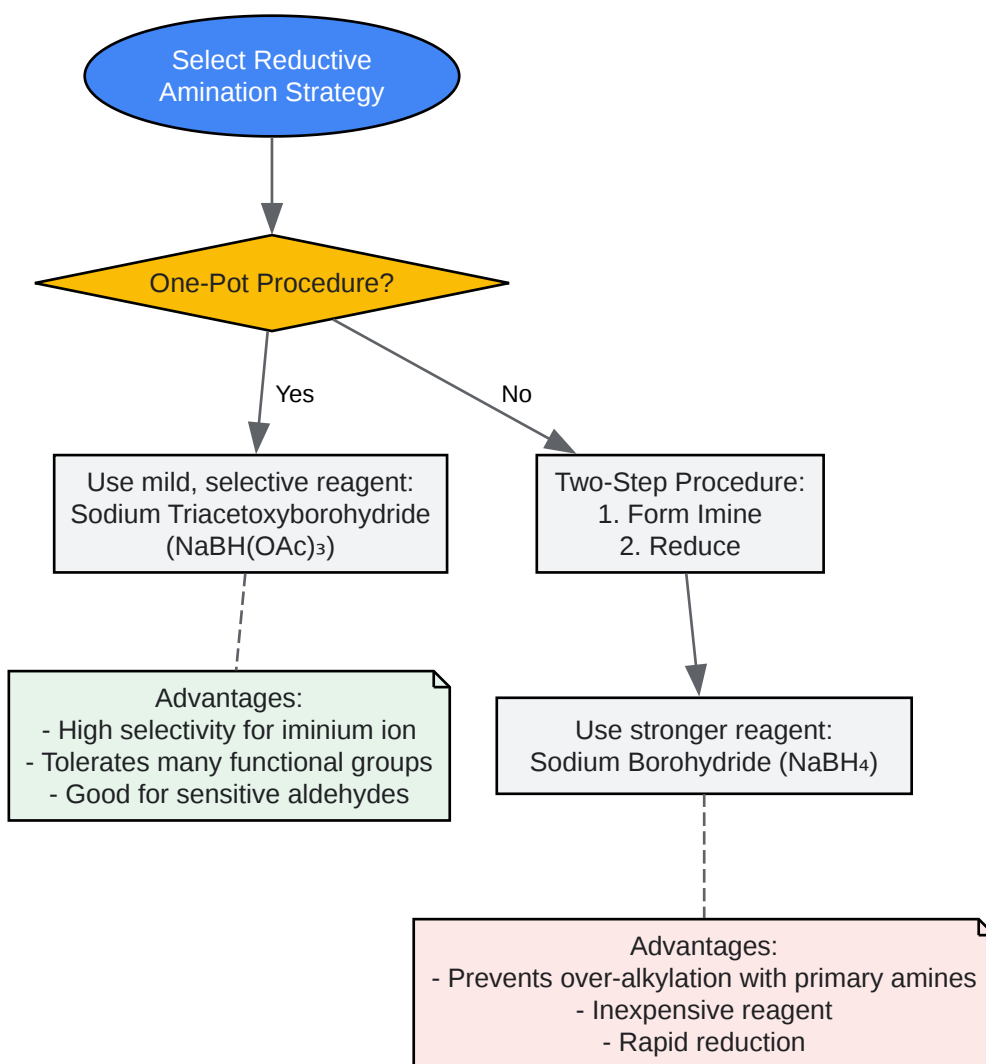 Select Reductive
Amination Strategy
One-Pot Procedure?
Yes
No
Use mild, selective reagent:
Sodium Triacetoxyborohydride
(NaBH(OAc)₃)
Two-Step Procedure:
1. Form Imine
2. Reduce
Advantages:
- High selectivity for iminium ion
- Tolerates many functional groups
- Good for sensitive aldehydes
Use stronger reagent:
Sodium Borohydride (NaBH₄)
Advantages:
- Prevents over-alkylation with primary amines
- Inexpensive reagent
- Rapid reduction